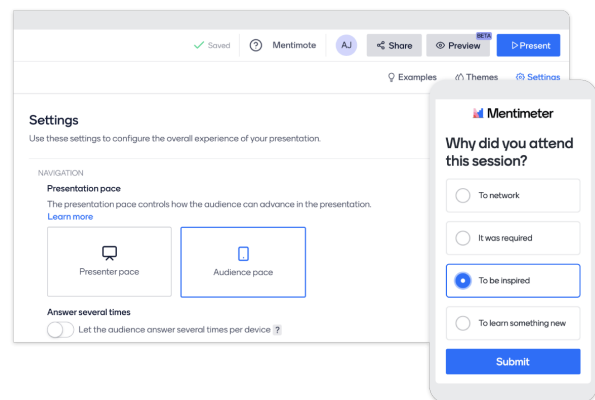 Saved
?
Mentimote
AJ
Share
BETA
Preview
Present
Examples
Themes
Settings
Settings
Use these settings to configure the overall experience of your presentation.
NAVIGATION
Presentation pace
The presentation pace controls how the audience can advance in the presentation.
Learn more
Presenter pace
Audience pace
Answer several times
Let the audience answer several times per device ?
Mentimeter
Why did you attend
this session?
To network
It was required
To be inspired
To learn something new
Submit